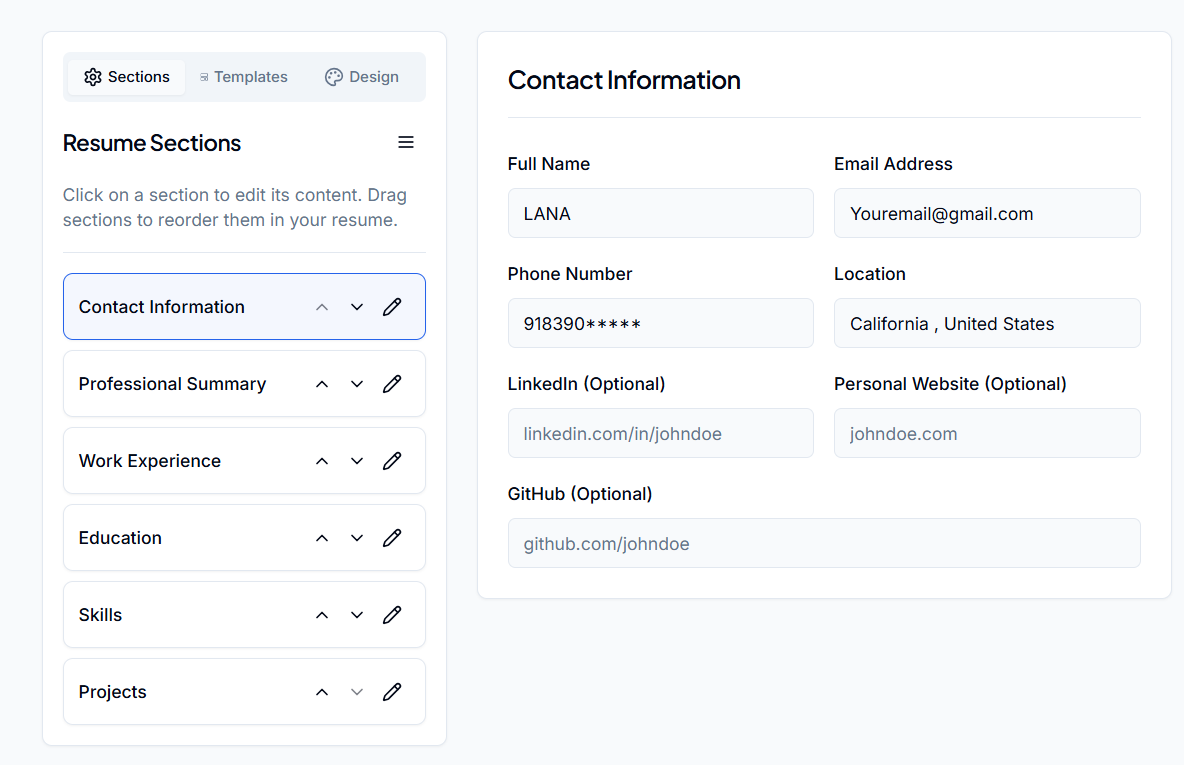 Sections
Templates
Design
Resume Sections
Click on a section to edit its content. Drag
sections to reorder them in your resume.
Contact Information
Professional Summary
Work Experience
Education
Skills
Projects
Contact Information
Full Name
Email Address
LANA
Youremail@gmail.com
Phone Number
Location
918390*****
California , United States
LinkedIn (Optional)
Personal Website (Optional)
linkedin.com/in/johndoe
johndoe.com
GitHub (Optional)
github.com/johndoe